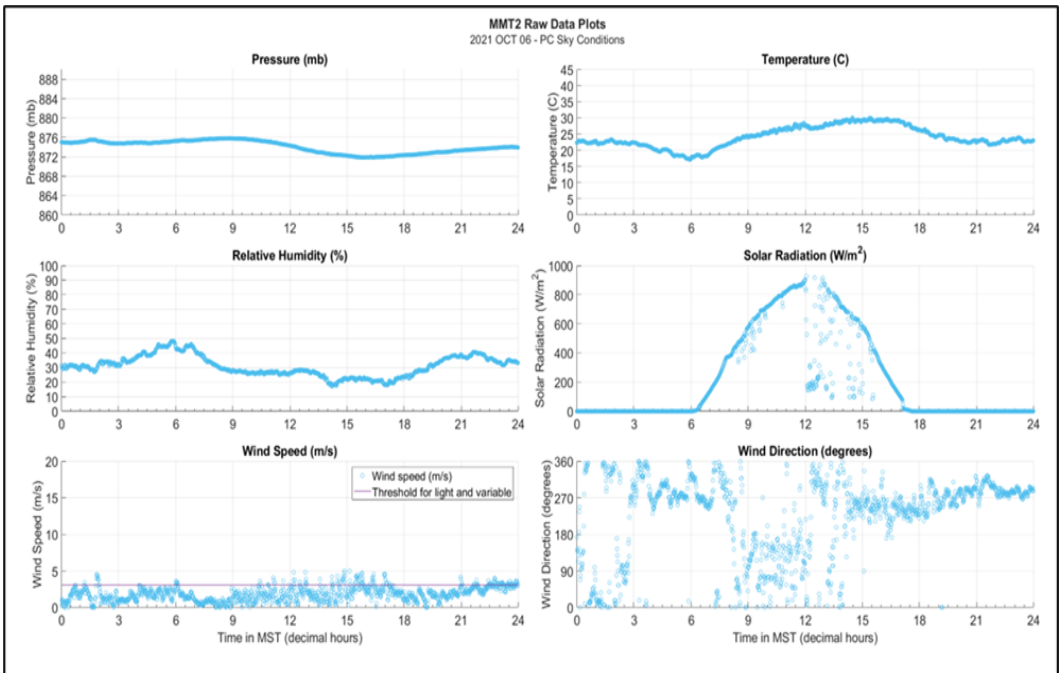 MMT2 Raw Data Plots
2021 OCT 06 - PC Sky Conditions
Pressure (mb)
Pressure (mb)
888
884
880
876
872
868
864
860
0 3 6 9 12 15 18 21 24
Temperature (C)
Temperature (C)
45
40
35
30
25
20
15
10
5
0
0 3 6 9 12 15 18 21 24
Relative Humidity (%)
Relative Humidity (%)
100
90
80
70
60
50
40
30
20
10
0
0 3 6 9 12 15 18 21 24
Solar Radiation (W/m²)
Solar Radiation (W/m²)
1000
800
600
400
200
0
0 3 6 9 12 15 18 21 24
Wind Speed (m/s)
Wind Speed (m/s)
20
15
10
5
0
Wind speed (m/s)
Threshold for light and variable
0 3 6 9 12 15 18 21 24
Time in MST (decimal hours)
Wind Direction (degrees)
Wind Direction (degrees)
360
270
180
90
0
0 3 6 9 12 15 18 21 24
Time in MST (decimal hours)